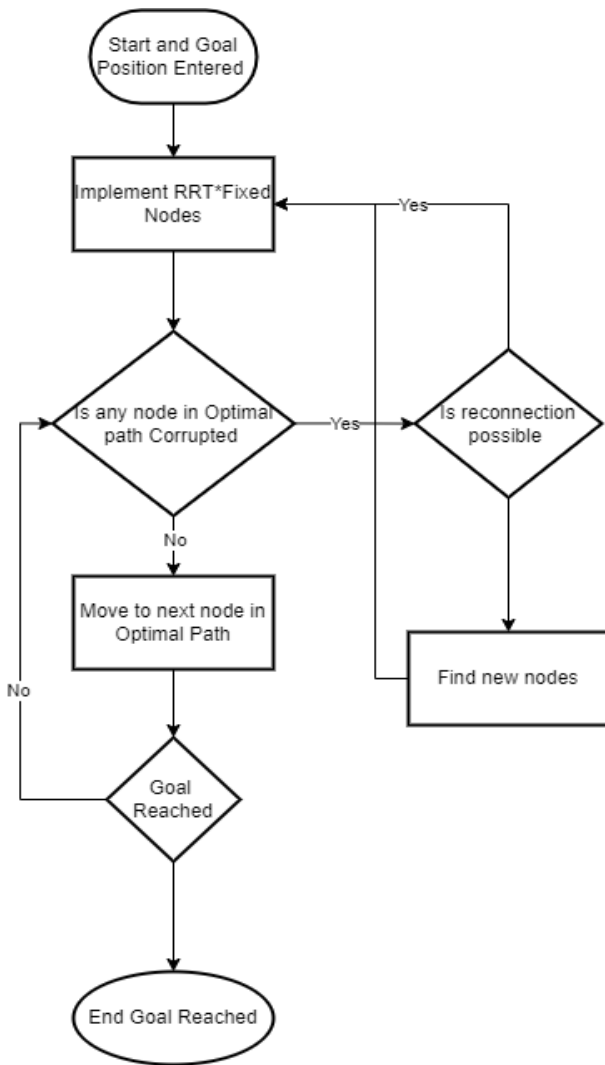 Start and Goal
Position Entered
Implement RRT*Fixed
Nodes
Yes
Is any node in Optimal
path Corrupted
Yes
Is reconnection
possible
No
Move to next node in
Optimal Path
Find new nodes
No
Goal
Reached
End Goal Reached